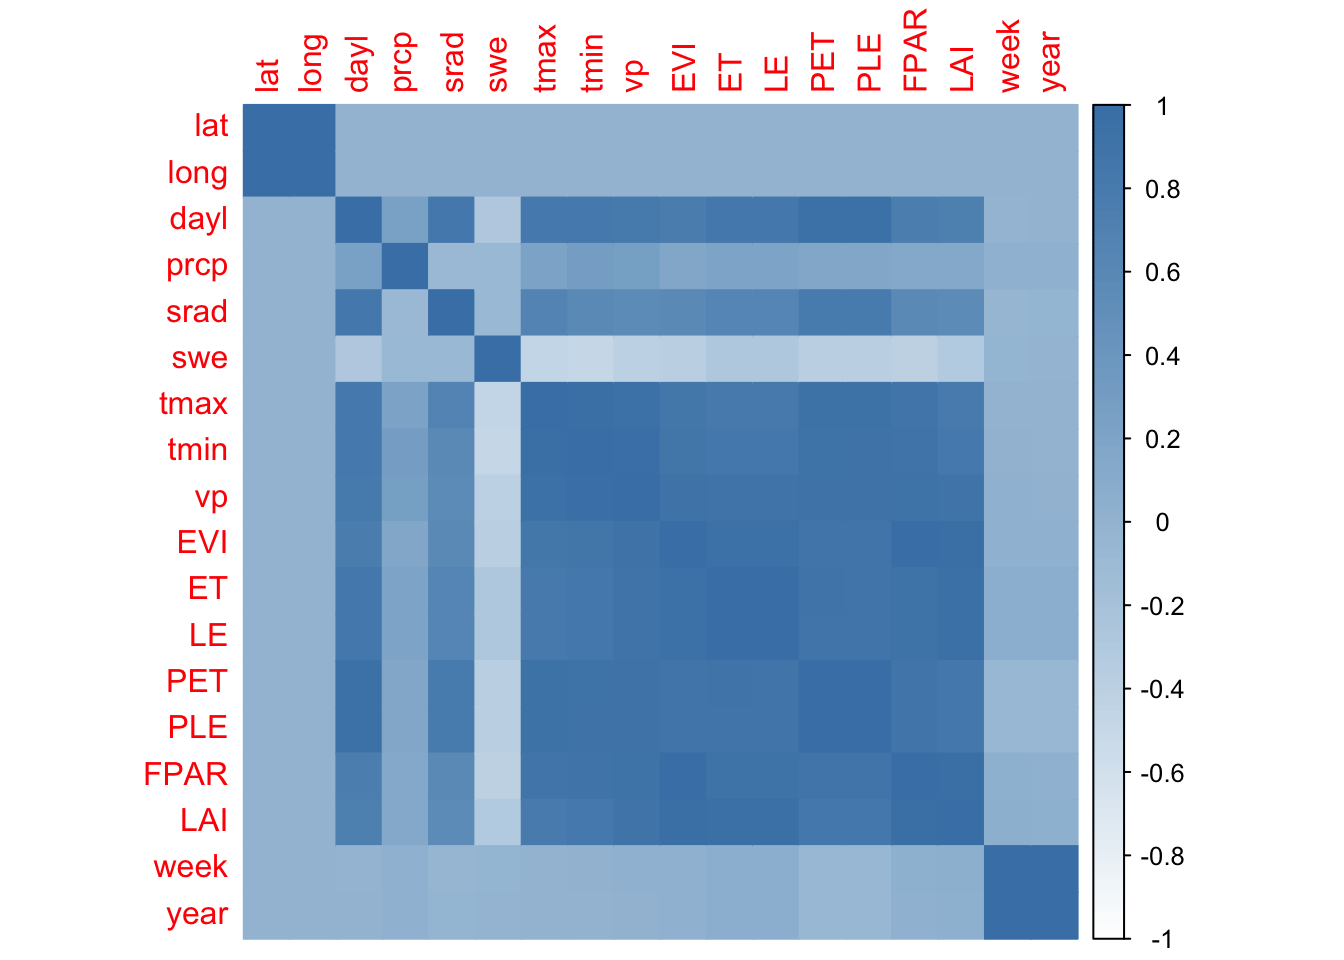 lat long dayl prcp srad swe tmax tmin vp EVI ET LE PET PLE FPAR LAI week year
lat
long
dayl
prcp
srad
swe
tmax
tmin
vp
EVI
ET
LE
PET
PLE
FPAR
LAI
week
year
1
0.8
0.6
0.4
0.2
0
-0.2
-0.4
-0.6
-0.8
-1